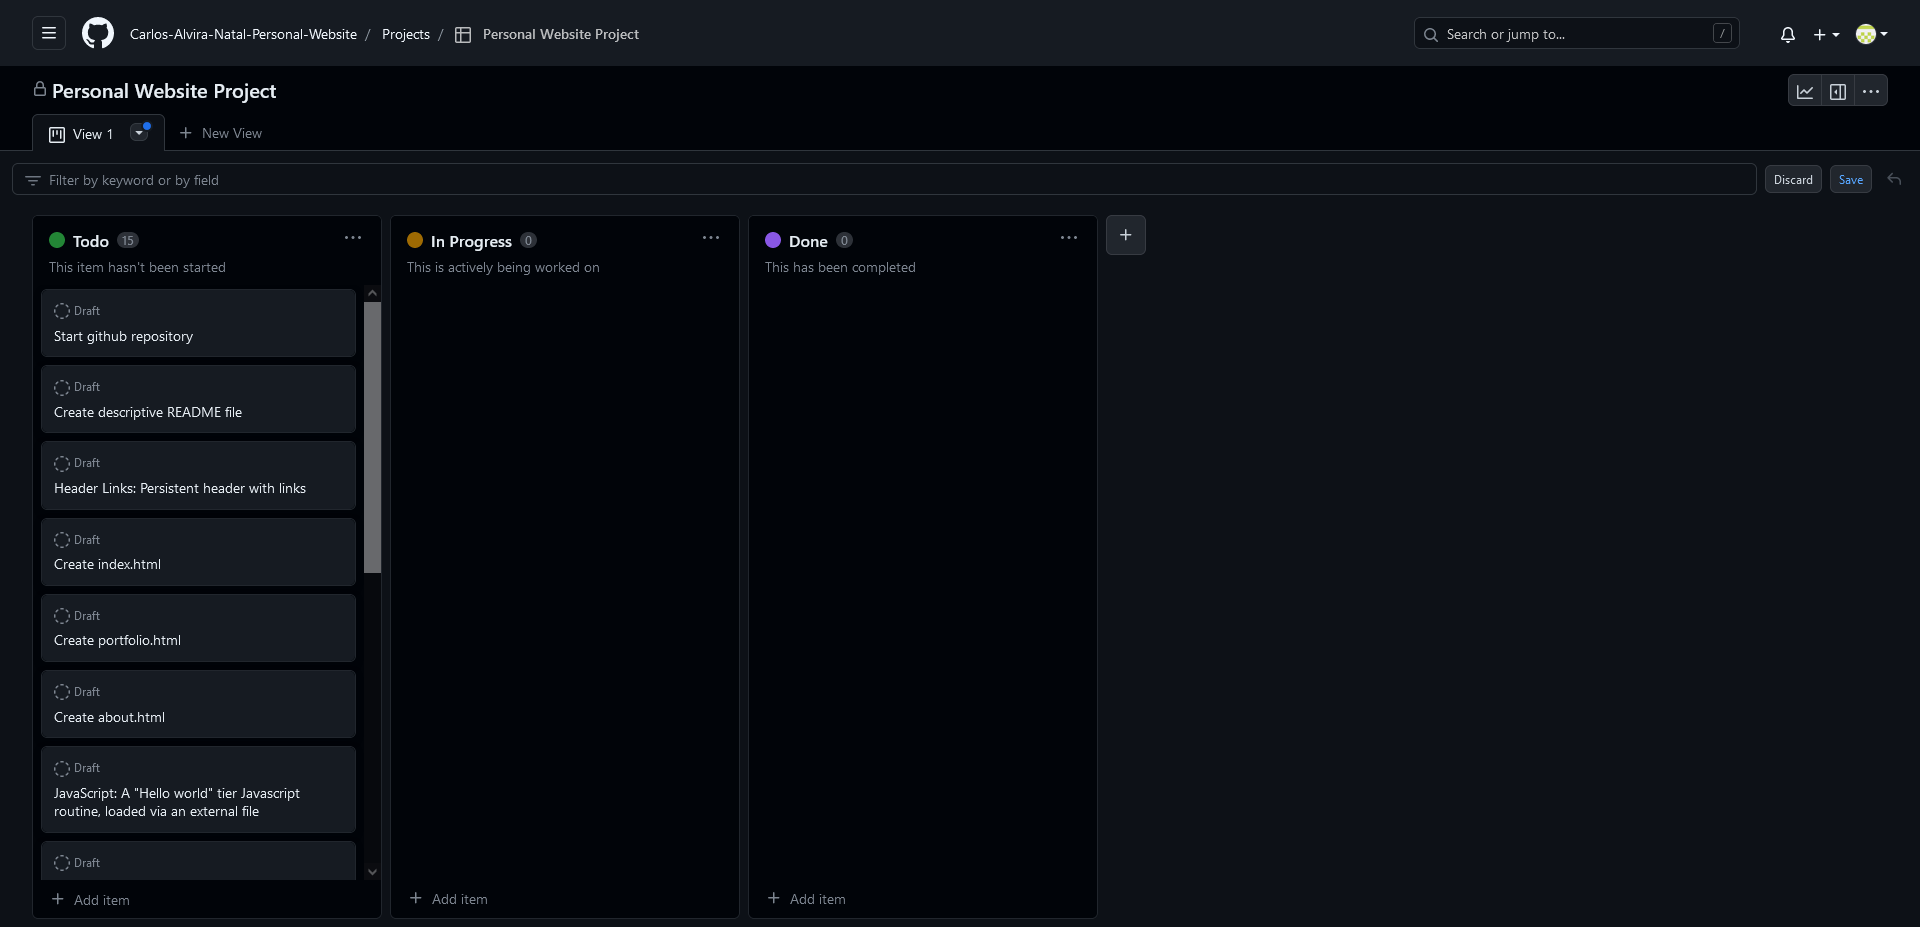 Carlos-Alvira-Natal-Personal-Website / Projects / Personal Website Project
Search or jump to... /
Personal Website Project
View 1
New View
Filter by keyword or by field
Discard
Save
Todo 15
This item hasn't been started
Draft
Start github repository
Draft
Create descriptive README file
Draft
Header Links: Persistent header with links
Draft
Create index.html
Draft
Create portfolio.html
Draft
Create about.html
Draft
JavaScript: A "Hello world" tier Javascript
routine, loaded via an external file
Draft
Add item
In Progress 0
This is actively being worked on
Add item
Done 0
This has been completed
Add item